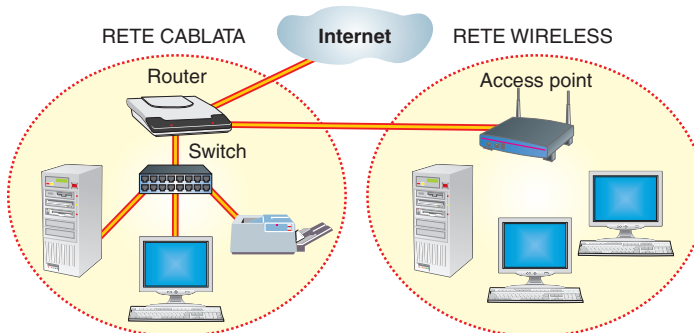 RETE CABLATA
Internet
RETE WIRELESS
Router
Access point
Switch